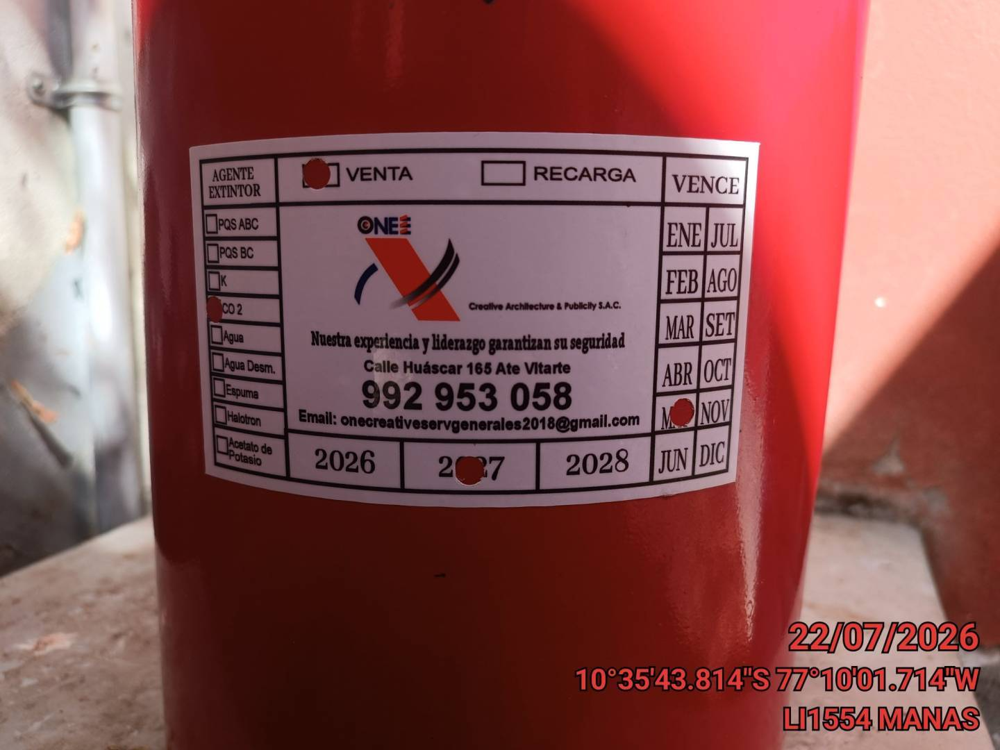 AGENTE
EXTINTOR
VENTA
RECARGA
VENCE
PQS ABC
PQS BC
K
CO 2
Agua
Agua Desm.
Espuma
Halotron
Acetato de
Potasio
ONEE
Creative Architecture & Publicity S.A.C.
Nuestra experiencia y liderazgo garantizan su seguridad
Calle Huáscar 165 Ate Vitarte
992 953 058
Email: onecreativeservgenerales2018@gmail.com
2026
2028
ENE JUL
FEB AGO
MAR SET
ABR OCT
NOV
JUN DIC
22/07/2026
10°35'43.814"S 77°10'01.714"W
LI1554 MANAS